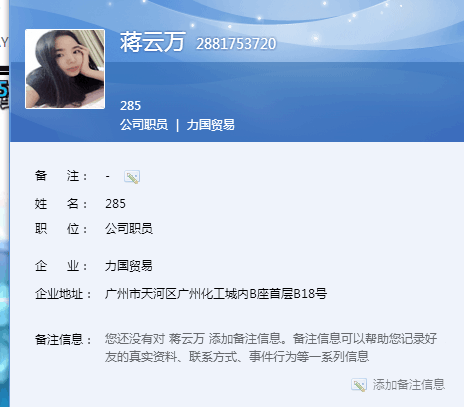 蒋云万 2881753720
285
公司职员 | 力国贸易
备 注： -
姓 名： 285
职 位： 公司职员
企 业： 力国贸易
企业地址： 广州市天河区广州化工城内B座首层B18号
备注信息： 您还没有对 蒋云万 添加备注信息。备注信息可以帮助您记录好
友的真实资料、联系方式、事件行为等一系列信息
添加备注信息